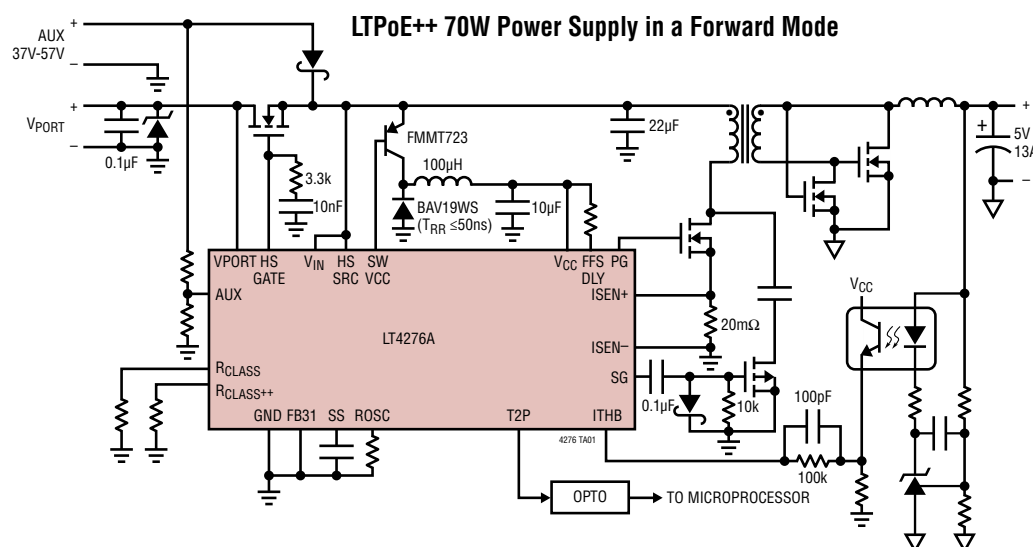 LTPoE++ 70W Power Supply in a Forward Mode
+
AUX
37V-57V
–
+
VPORT
–
0.1µF
3.3k
10nF
FMMT723
100µH
BAV19WS
(TRR ≤50ns)
10µF
22µF
+
+
5V
13A
–
VPORT
HS
GATE
VIN
HS
SRC
SW
VCC
VCC
FFS
DLY
PG
AUX
ISEN+
LT4276A
20mΩ
ISEN–
RCLASS
RCLASS++
SG
0.1µF
10k
GND
FB31
SS
ROSC
T2P
ITHB
4276 TA01
VCC
100pF
100k
OPTO
TO MICROPROCESSOR